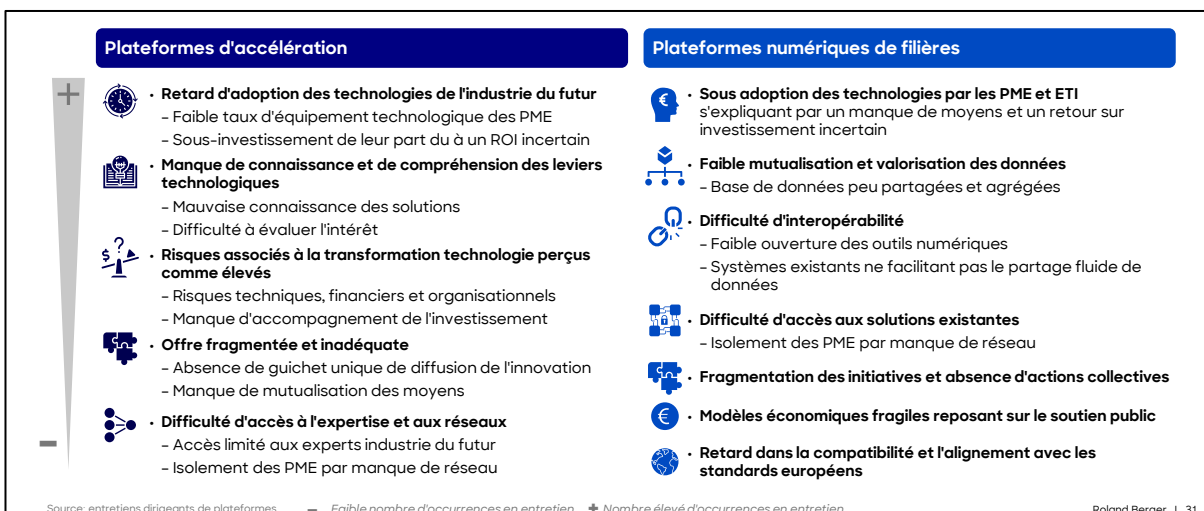 Plateformes d'accélération
+
• Retard d'adoption des technologies de l'industrie du futur
– Faible taux d'équipement technologique des PME
– Sous-investissement de leur part du à un ROI incertain
• Manque de connaissance et de compréhension des leviers
technologiques
– Mauvaise connaissance des solutions
– Difficulté à évaluer l'intérêt
$ ?
• Risques associés à la transformation technologie perçus
comme élevés
– Risques techniques, financiers et organisationnels
– Manque d'accompagnement de l'investissement
• Offre fragmentée et inadéquate
– Absence de guichet unique de diffusion de l'innovation
– Manque de mutualisation des moyens
• Difficulté d'accès à l'expertise et aux réseaux
– Accès limité aux experts industrie du futur
– Isolement des PME par manque de réseau
–
Plateformes numériques de filières
€
• Sous adoption des technologies par les PME et ETI
s'expliquant par un manque de moyens et un retour sur
investissement incertain
• Faible mutualisation et valorisation des données
– Base de données peu partagées et agrégées
• Difficulté d'interopérabilité
– Faible ouverture des outils numériques
– Systèmes existants ne facilitant pas le partage fluide de
données
• Difficulté d'accès aux solutions existantes
– Isolement des PME par manque de réseau
• Fragmentation des initiatives et absence d'actions collectives
€
• Modèles économiques fragiles reposant sur le soutien public
• Retard dans la compatibilité et l'alignement avec les
standards européens
Source: entretiens dirigeants de plateformes – Faible nombre d'occurrences en entretien + Nombre élevé d'occurrences en entretien
Roland Berger | 31